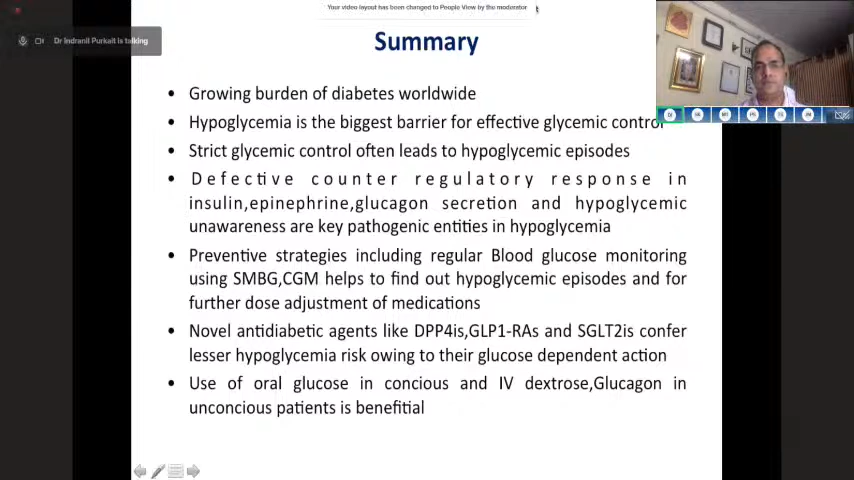 Your video layout has been changed to People View by the moderator
Dr Indranil Purkait is talking
Summary
• Growing burden of diabetes worldwide
• Hypoglycemia is the biggest barrier for effective glycemic control
• Strict glycemic control often leads to hypoglycemic episodes
• Defective counter regulatory response in
insulin,epinephrine,glucagon secretion and hypoglycemic
unawareness are key pathogenic entities in hypoglycemia
• Preventive strategies including regular Blood glucose monitoring
using SMBG,CGM helps to find out hypoglycemic episodes and for
further dose adjustment of medications
• Novel antidiabetic agents like DPP4is,GLP1-RAs and SGLT2is confer
lesser hypoglycemia risk owing to their glucose dependent action
• Use of oral glucose in concious and IV dextrose,Glucagon in
unconcious patients is benefitial